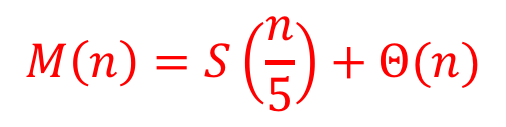 M(n) = S(n/5) + Θ(n)